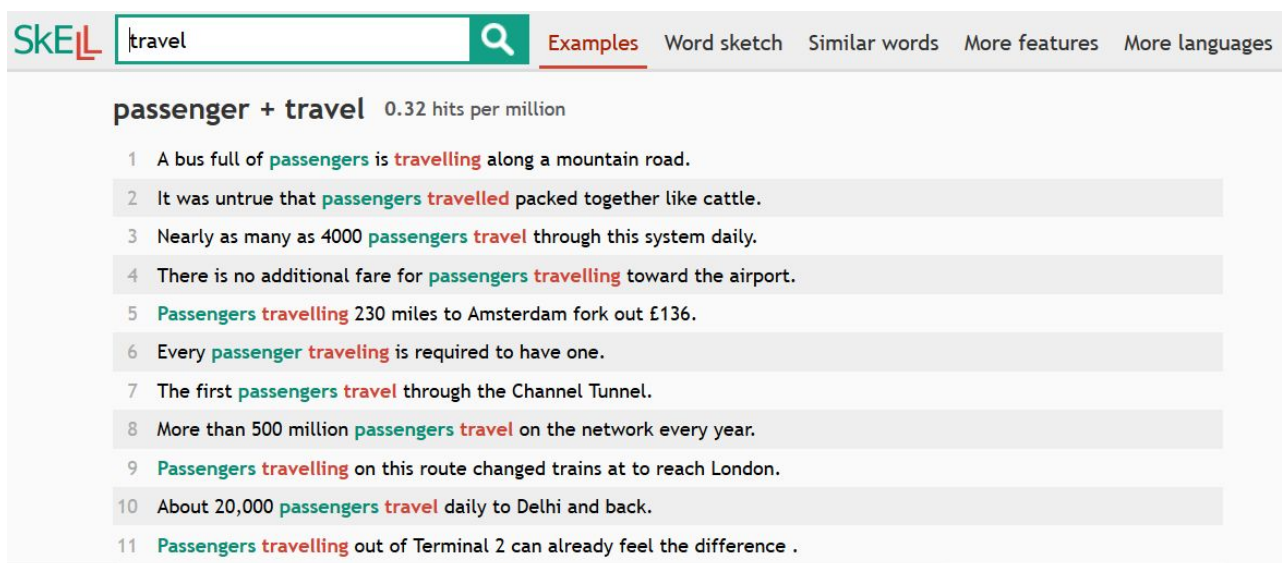 SkELL travel Examples Word sketch Similar words More features More languages
passenger + travel 0.32 hits per million
1 A bus full of passengers is travelling along a mountain road.
2 It was untrue that passengers travelled packed together like cattle.
3 Nearly as many as 4000 passengers travel through this system daily.
4 There is no additional fare for passengers travelling toward the airport.
5 Passengers travelling 230 miles to Amsterdam fork out £136.
6 Every passenger traveling is required to have one.
7 The first passengers travel through the Channel Tunnel.
8 More than 500 million passengers travel on the network every year.
9 Passengers travelling on this route changed trains at to reach London.
10 About 20,000 passengers travel daily to Delhi and back.
11 Passengers travelling out of Terminal 2 can already feel the difference .